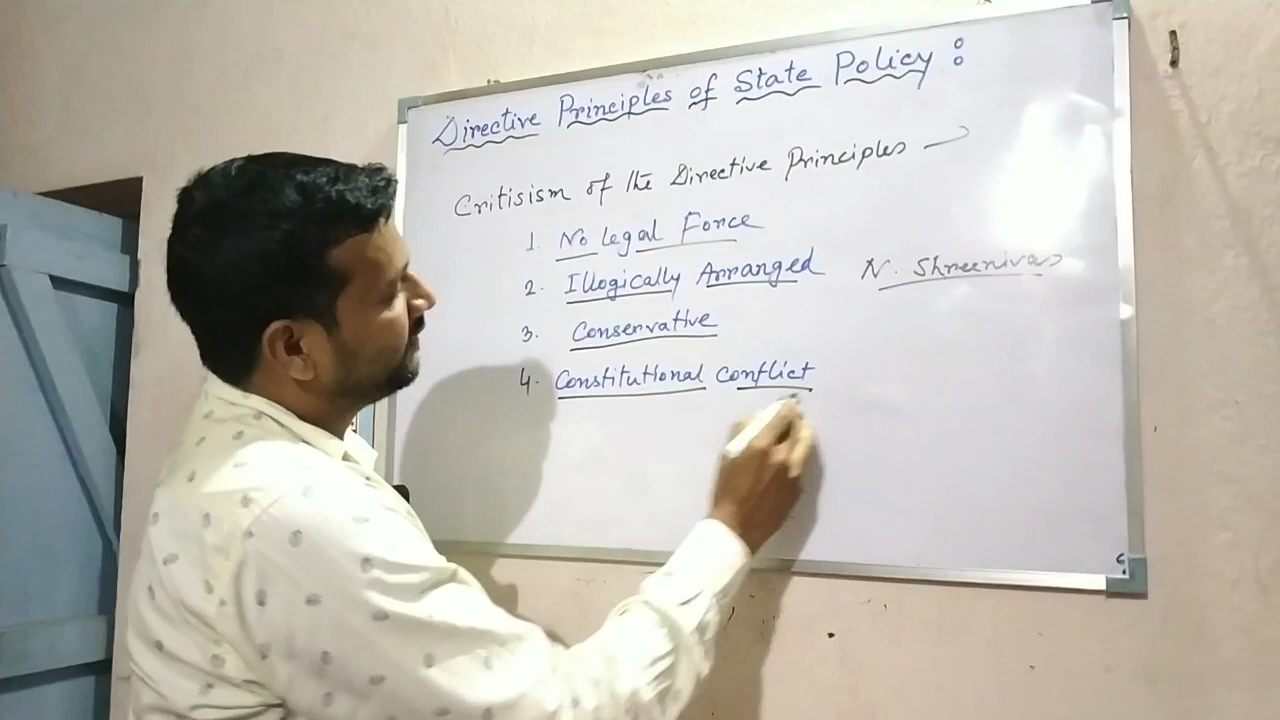 Directive Principles of State Policy :
Critisism of the Directive Principles
1. No legal Force
2. Illogically Arranged N. Shreenivas
3. Conservative
4. Constitutional conflict